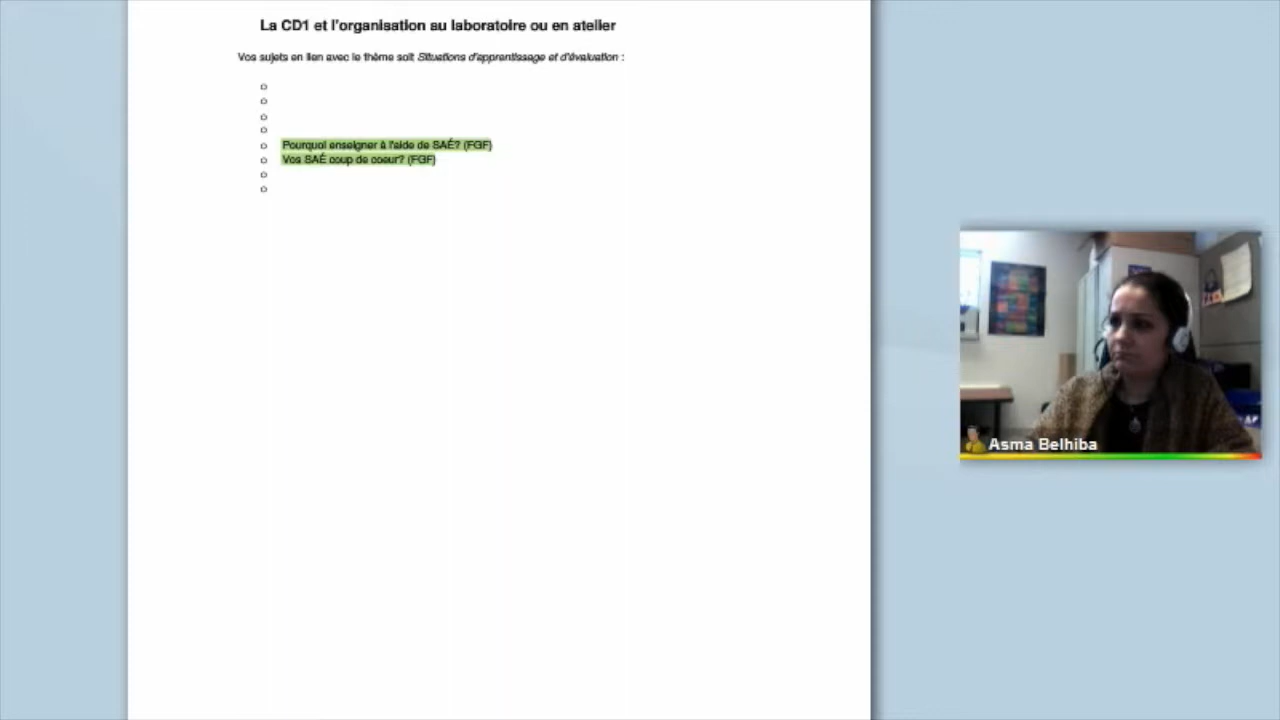 La CD1 et l'organisation au laboratoire ou en atelier
Vos sujets en lien avec le thème soit Situations d'apprentissage et d'évaluation :
Pourquoi enseigner à l'aide de SAÉ? (FGF)
Vos SAÉ coup de coeur? (FGF)
Asma Belhiba